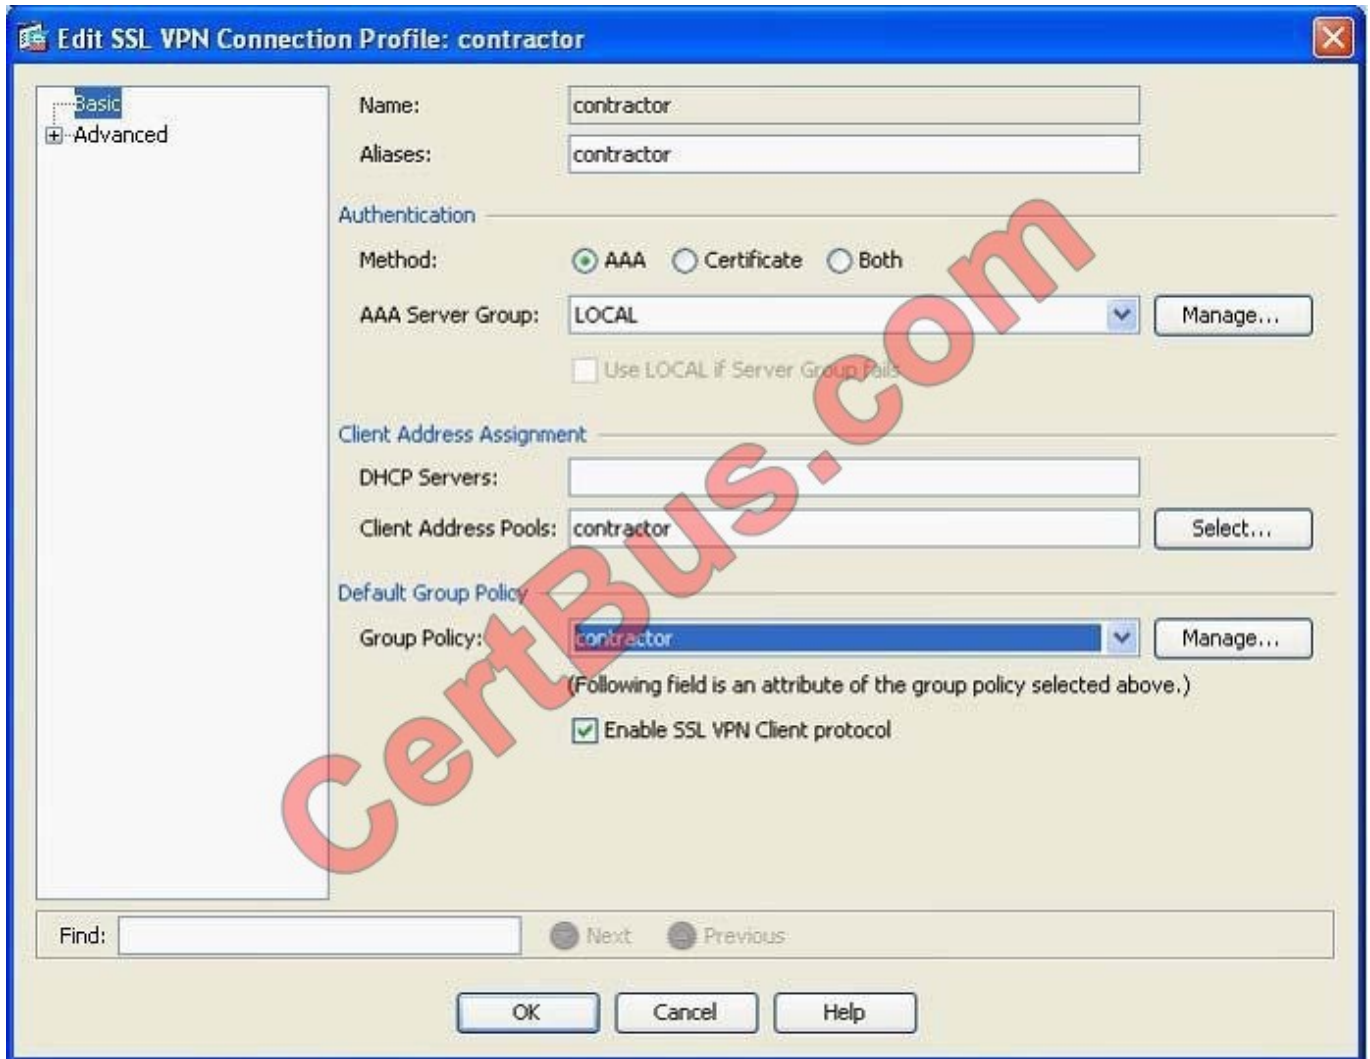 Edit SSL VPN Connection Profile: contractor
Basic
Advanced
Name: contractor
Aliases: contractor
Authentication
Method: AAA Certificate Both
AAA Server Group: LOCAL Manage...
Use LOCAL if Server Group fails
Client Address Assignment
DHCP Servers:
Client Address Pools: contractor Select...
Default Group Policy
Group Policy: contractor Manage...
(Following field is an attribute of the group policy selected above.)
Enable SSL VPN Client protocol
Find: Next Previous
OK Cancel Help
CertBus.com